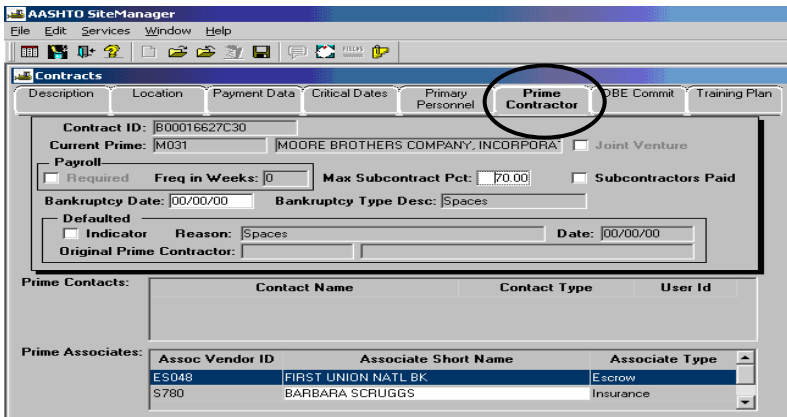 AASHTO SiteManager
File Edit Services Window Help
FIELDS
Contracts
Description Location Payment Data Critical Dates Primary Personnel Prime Contractor DBE Commit Training Plan
Contract ID: B00016627C30
Current Prime: M031 MOORE BROTHERS COMPANY, INCORPORA Joint Venture
Payroll
Required Freq in Weeks: 0 Max Subcontract Pct: 70.00 Subcontractors Paid
Bankruptcy Date: 00/00/00 Bankruptcy Type Desc: Spaces
Defaulted
Indicator Reason: Spaces Date: 00/00/00
Original Prime Contractor:
Prime Contacts: Contact Name Contact Type User Id
Prime Associates: Assoc Vendor ID Associate Short Name Associate Type
ES048 FIRST UNION NATL BK Escrow
S780 BARBARA SCRUGGS Insurance